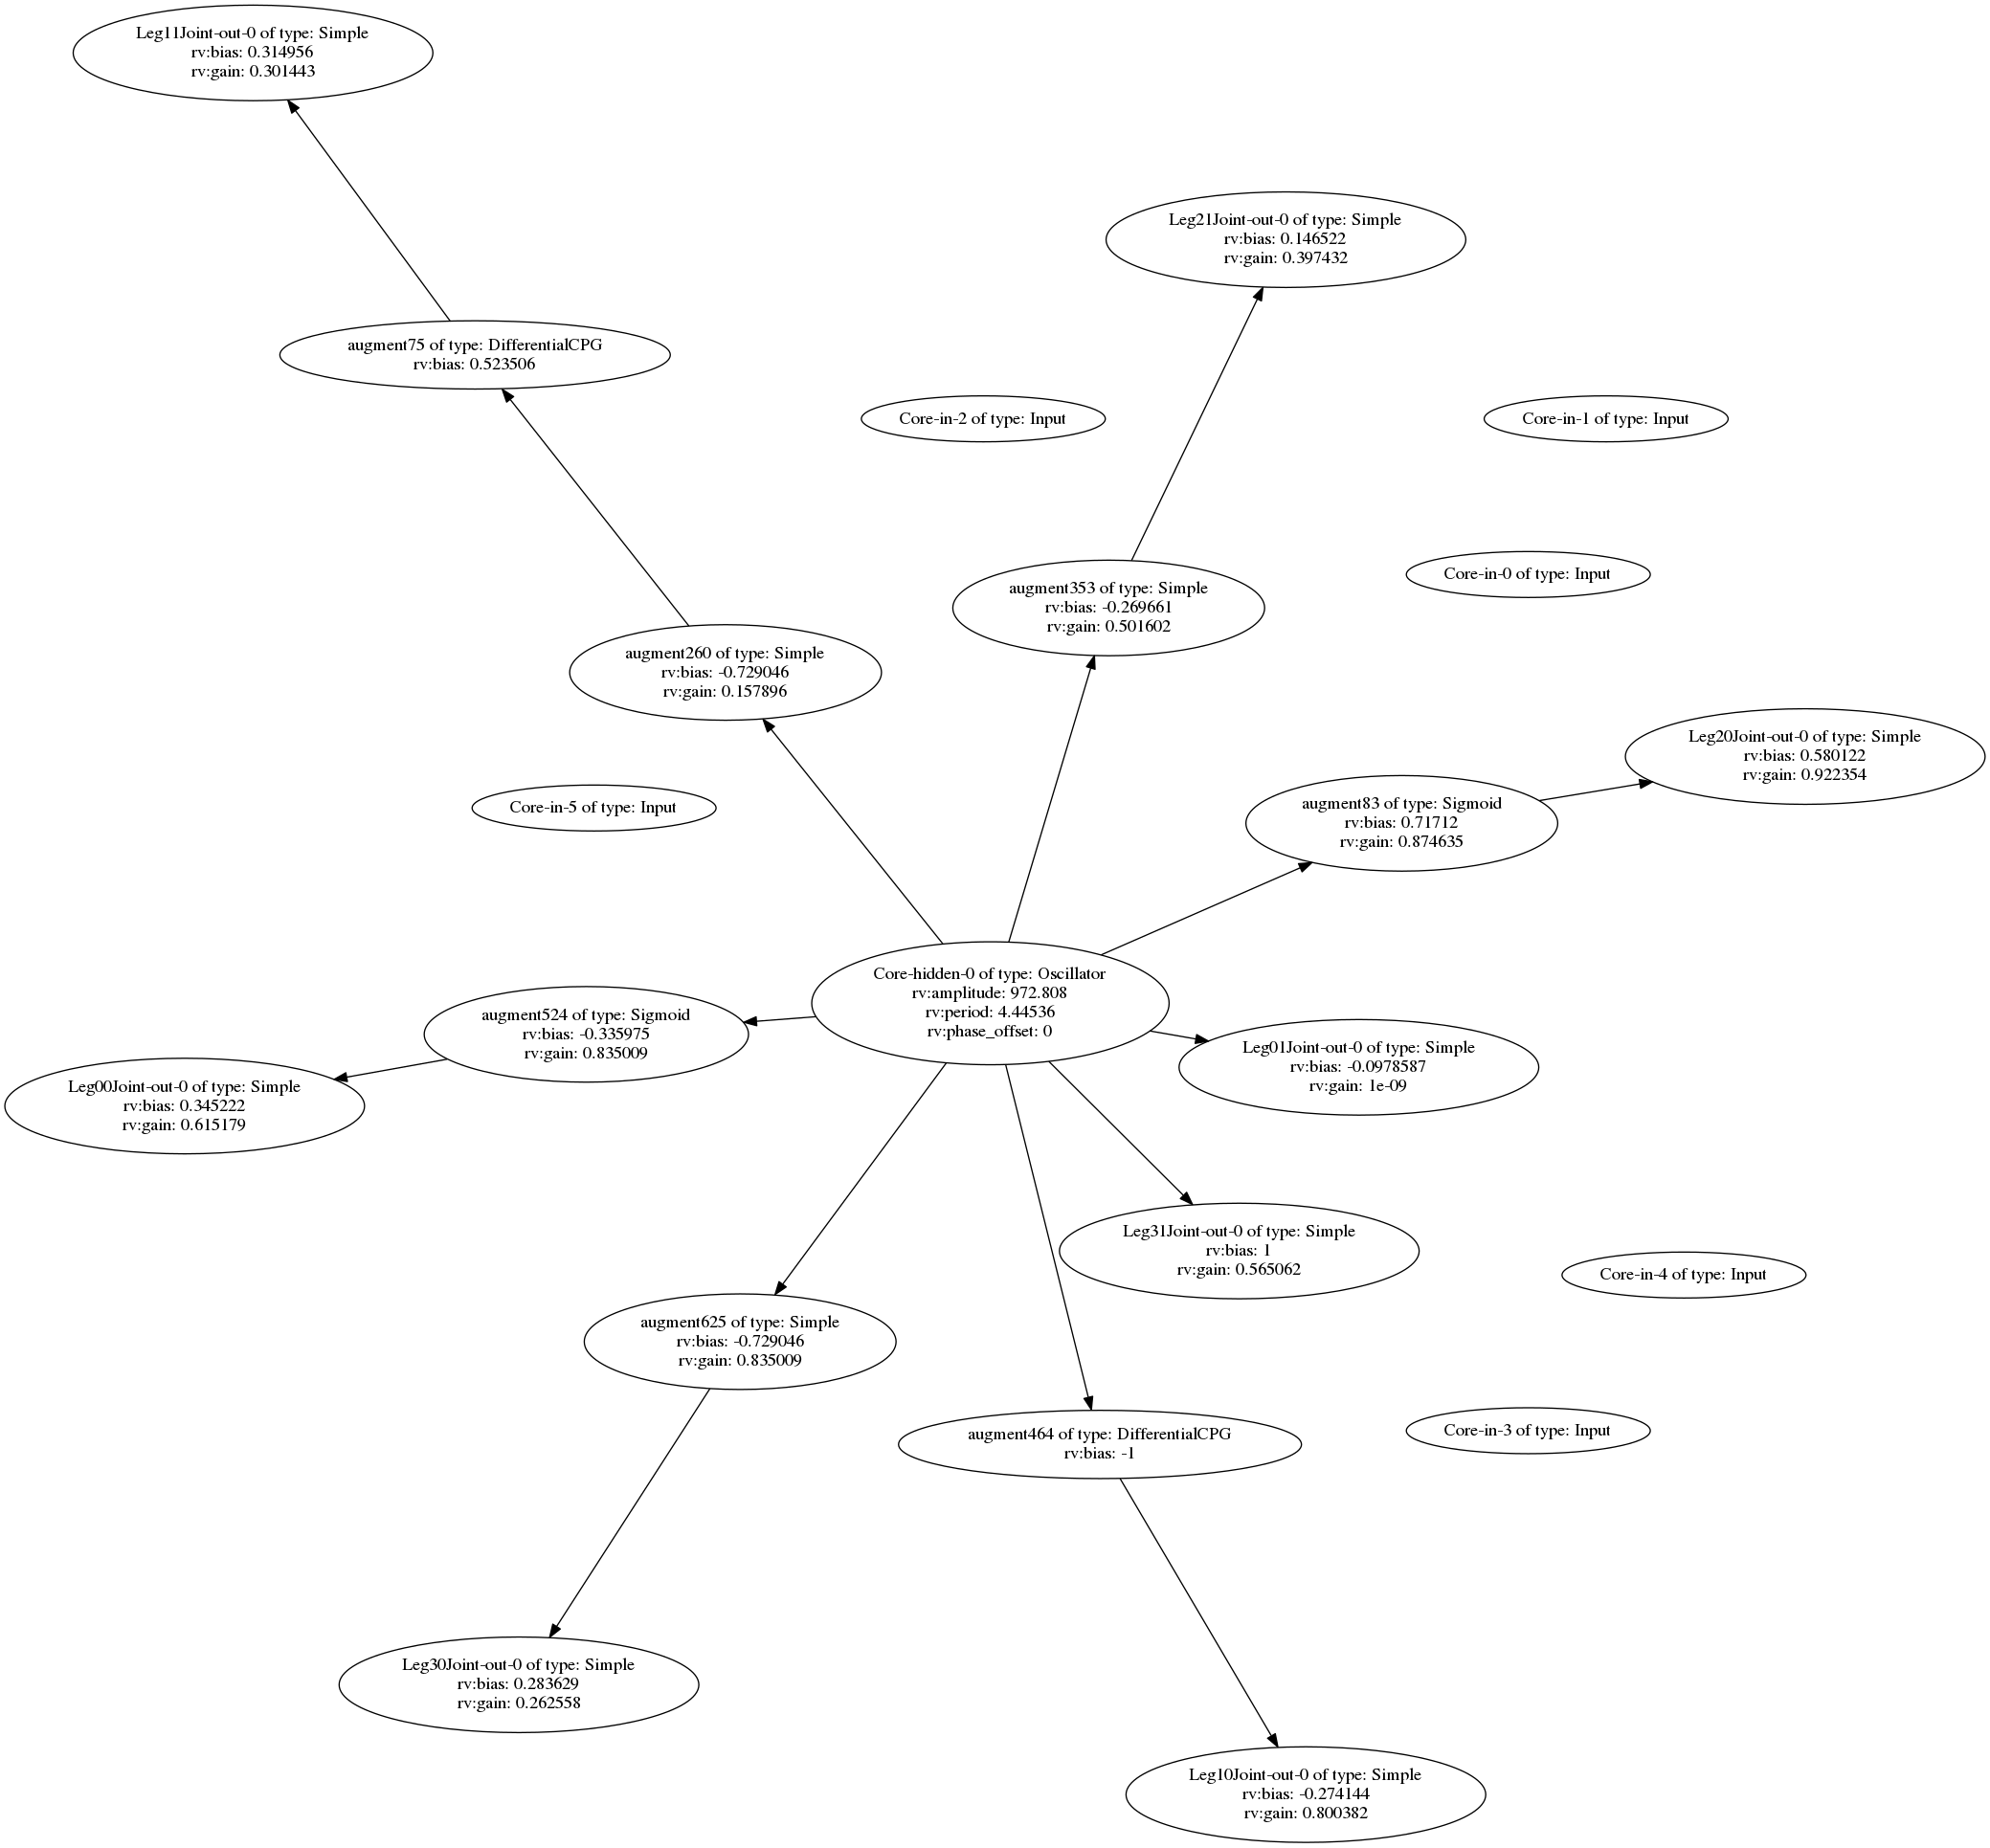 Leg11Joint-out-0 of type: Simple
rv:bias: 0.314956
rv:gain: 0.301443
Leg21Joint-out-0 of type: Simple
rv:bias: 0.146522
rv:gain: 0.397432
augment75 of type: DifferentialCPG
rv:bias: 0.523506
Core-in-2 of type: Input
Core-in-1 of type: Input
Core-in-0 of type: Input
augment353 of type: Simple
rv:bias: -0.269661
rv:gain: 0.501602
augment260 of type: Simple
rv:bias: -0.729046
rv:gain: 0.157896
Leg20Joint-out-0 of type: Simple
rv:bias: 0.580122
rv:gain: 0.922354
Core-in-5 of type: Input
augment83 of type: Sigmoid
rv:bias: 0.71712
rv:gain: 0.874635
Core-hidden-0 of type: Oscillator
rv:amplitude: 972.808
rv:period: 4.44536
rv:phase_offset: 0
augment524 of type: Sigmoid
rv:bias: -0.335975
rv:gain: 0.835009
Leg01Joint-out-0 of type: Simple
rv:bias: -0.0978587
rv:gain: 1e-09
Leg00Joint-out-0 of type: Simple
rv:bias: 0.345222
rv:gain: 0.615179
Leg31Joint-out-0 of type: Simple
rv:bias: 1
rv:gain: 0.565062
Core-in-4 of type: Input
augment625 of type: Simple
rv:bias: -0.729046
rv:gain: 0.835009
Core-in-3 of type: Input
augment464 of type: DifferentialCPG
rv:bias: -1
Leg30Joint-out-0 of type: Simple
rv:bias: 0.283629
rv:gain: 0.262558
Leg10Joint-out-0 of type: Simple
rv:bias: -0.274144
rv:gain: 0.800382